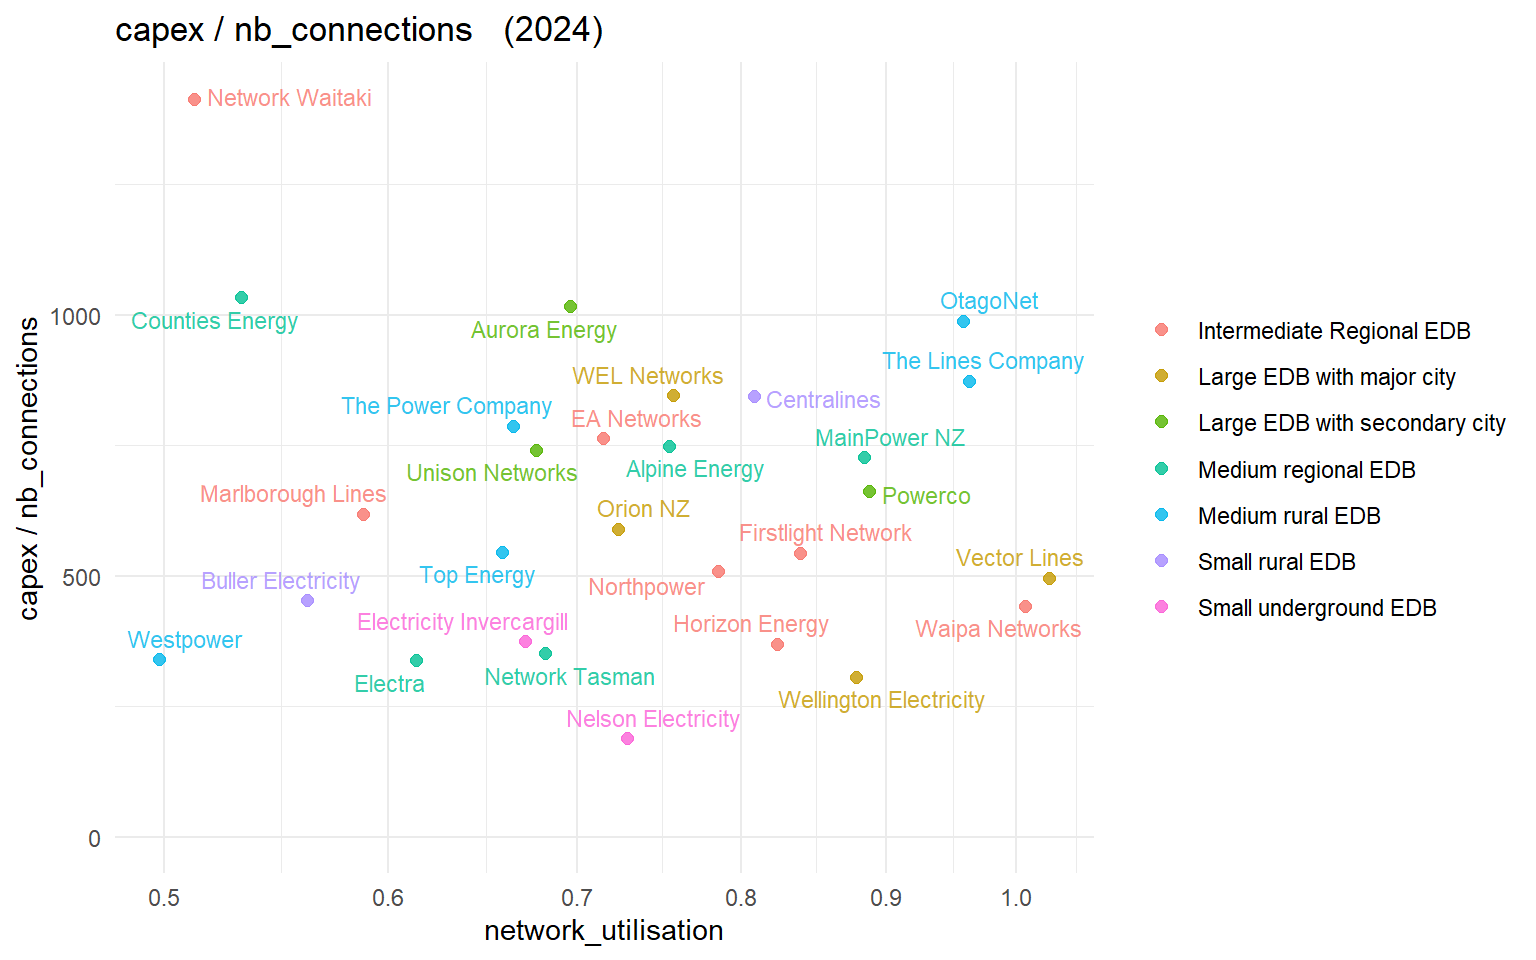 capex / nb_connections (2024)
Network Waitaki
Counties Energy
Aurora Energy
OtagoNet
The Lines Company
WEL Networks
Centralines
The Power Company
EA Networks
MainPower NZ
Unison Networks
Alpine Energy
Marlborough Lines
Powerco
Orion NZ
Firstlight Network
Vector Lines
Top Energy
Buller Electricity
Northpower
Electricity Invercargill
Horizon Energy
Waipa Networks
Westpower
Electra
Network Tasman
Wellington Electricity
Nelson Electricity
1000
500
0
capex / nb_connections
0.5 0.6 0.7 0.8 0.9 1.0
network_utilisation
Intermediate Regional EDB
Large EDB with major city
Large EDB with secondary city
Medium regional EDB
Medium rural EDB
Small rural EDB
Small underground EDB